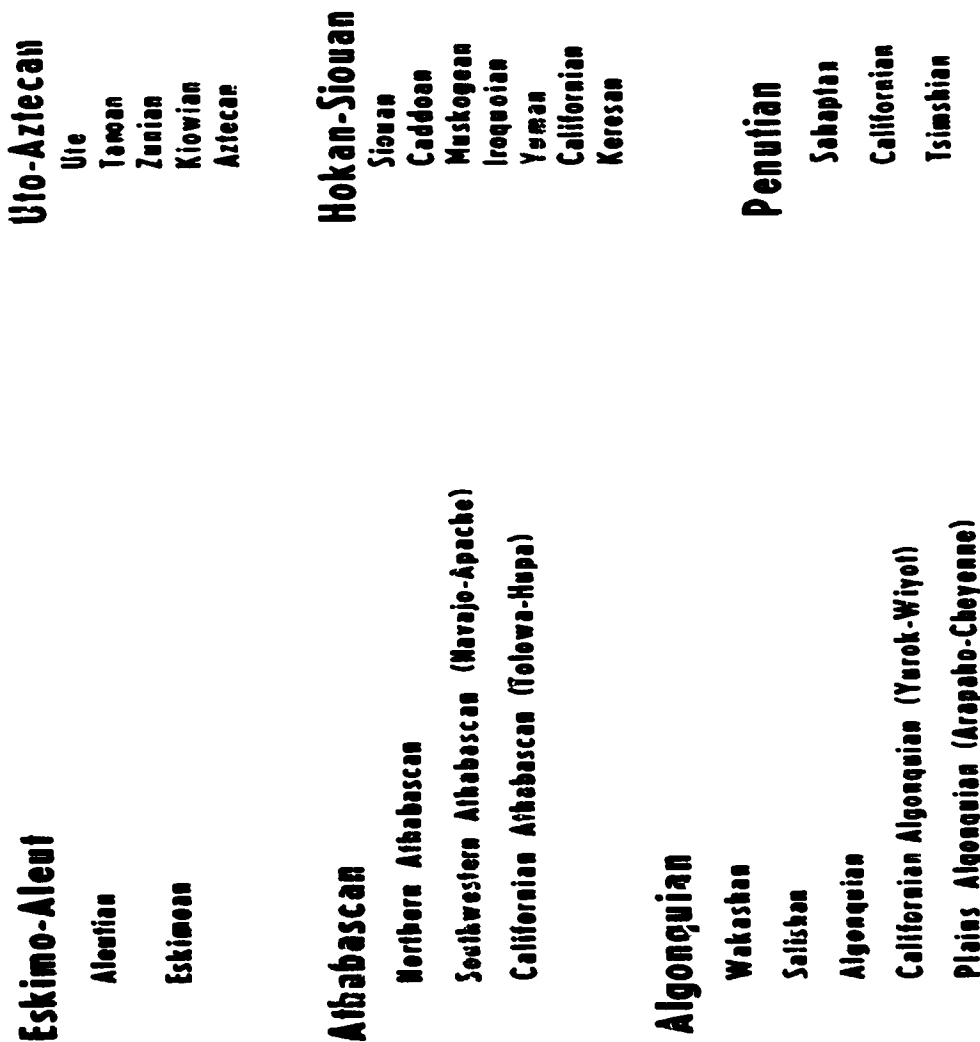 Eskimo-Aleut
Aleutian
Eskimoan
Athabascan
Northern Athabascan
Southwestern Athabascan (Navajo-Apache)
Californian Athabascan (Tolowa-Hupa)
Algonquian
Wakashan
Salishan
Algonquian
Californian Algonquian (Yurok-Wiyot)
Plains Algonquian (Arapaho-Cheyenne)
Uto-Aztecan
Ute
Tanoan
Zunian
Kiowian
Aztecan
Hokan-Siouan
Siouan
Caddoan
Muskogean
Iroquoian
Yuman
Californian
Keresan
Penutian
Sahaptan
Californian
Tsimshian